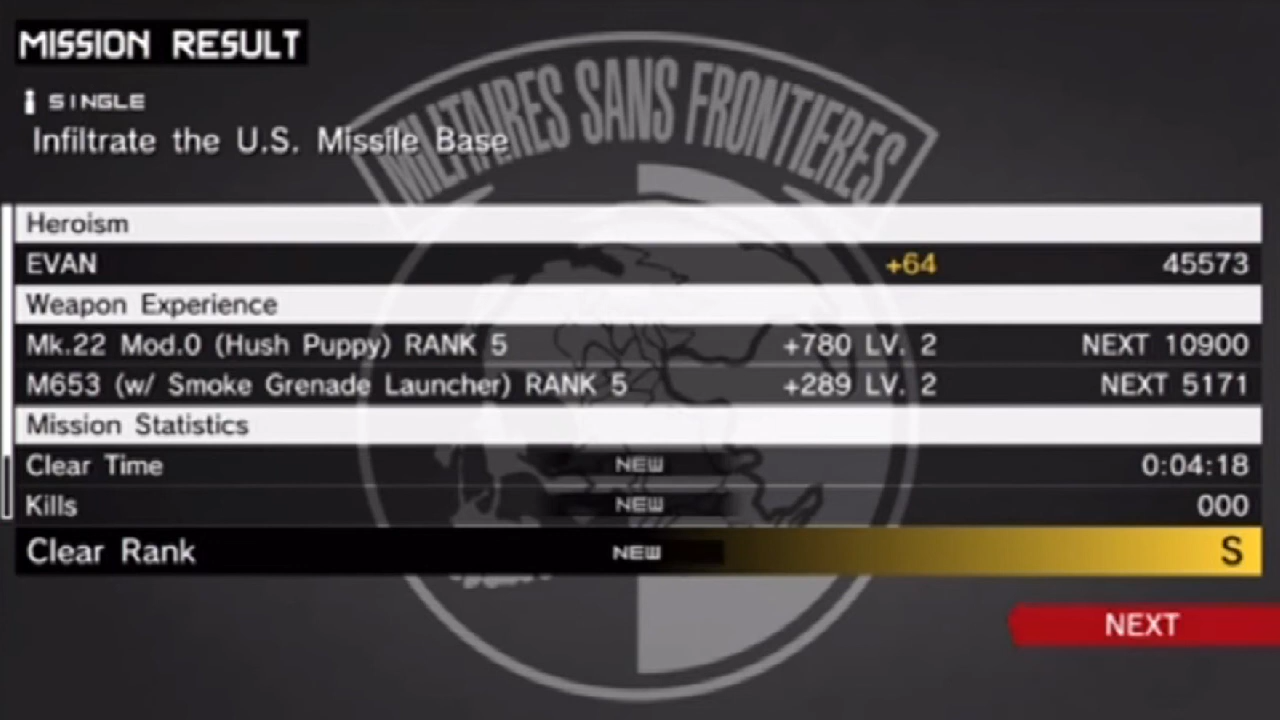 MISSION RESULT
SINGLE
Infiltrate the U.S. Missile Base
MILITAIRES SANS FRONTIERES
Heroism
EVAN +64 45573
Weapon Experience
Mk.22 Mod.0 (Hush Puppy) RANK 5 +780 LV. 2 NEXT 10900
M653 (w/ Smoke Grenade Launcher) RANK 5 +289 LV. 2 NEXT 5171
Mission Statistics
Clear Time NEW 0:04:18
Kills NEW 000
Clear Rank NEW S
NEXT